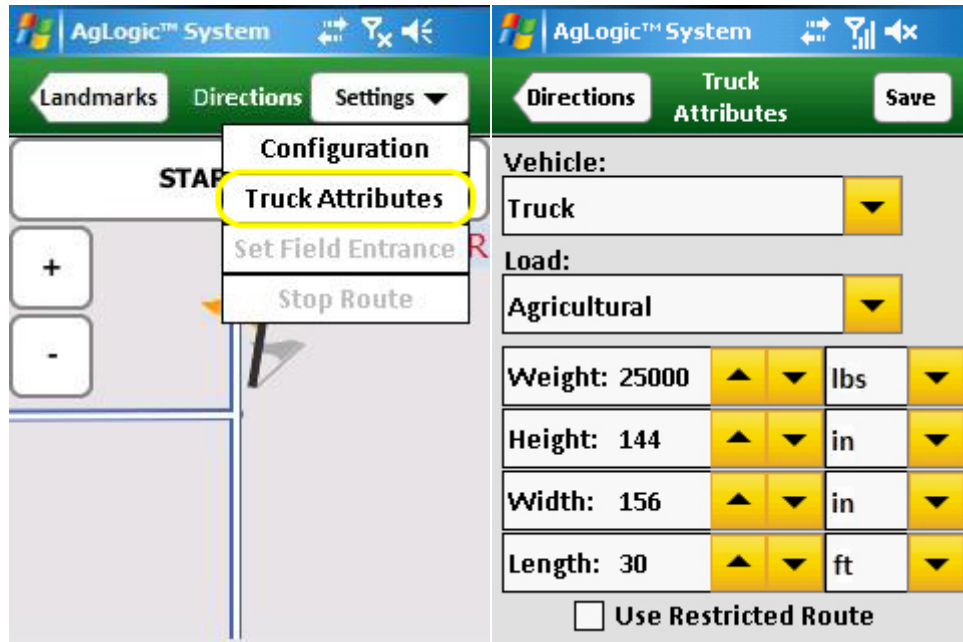 AgLogic™ System
Landmarks
Directions
Settings
Configuration
Truck Attributes
Set Field Entrance
Stop Route
+
-
AgLogic™ System
Directions
Truck
Attributes
Save
Vehicle:
Truck
Load:
Agricultural
Weight: 25000 lbs
Height: 144 in
Width: 156 in
Length: 30 ft
Use Restricted Route